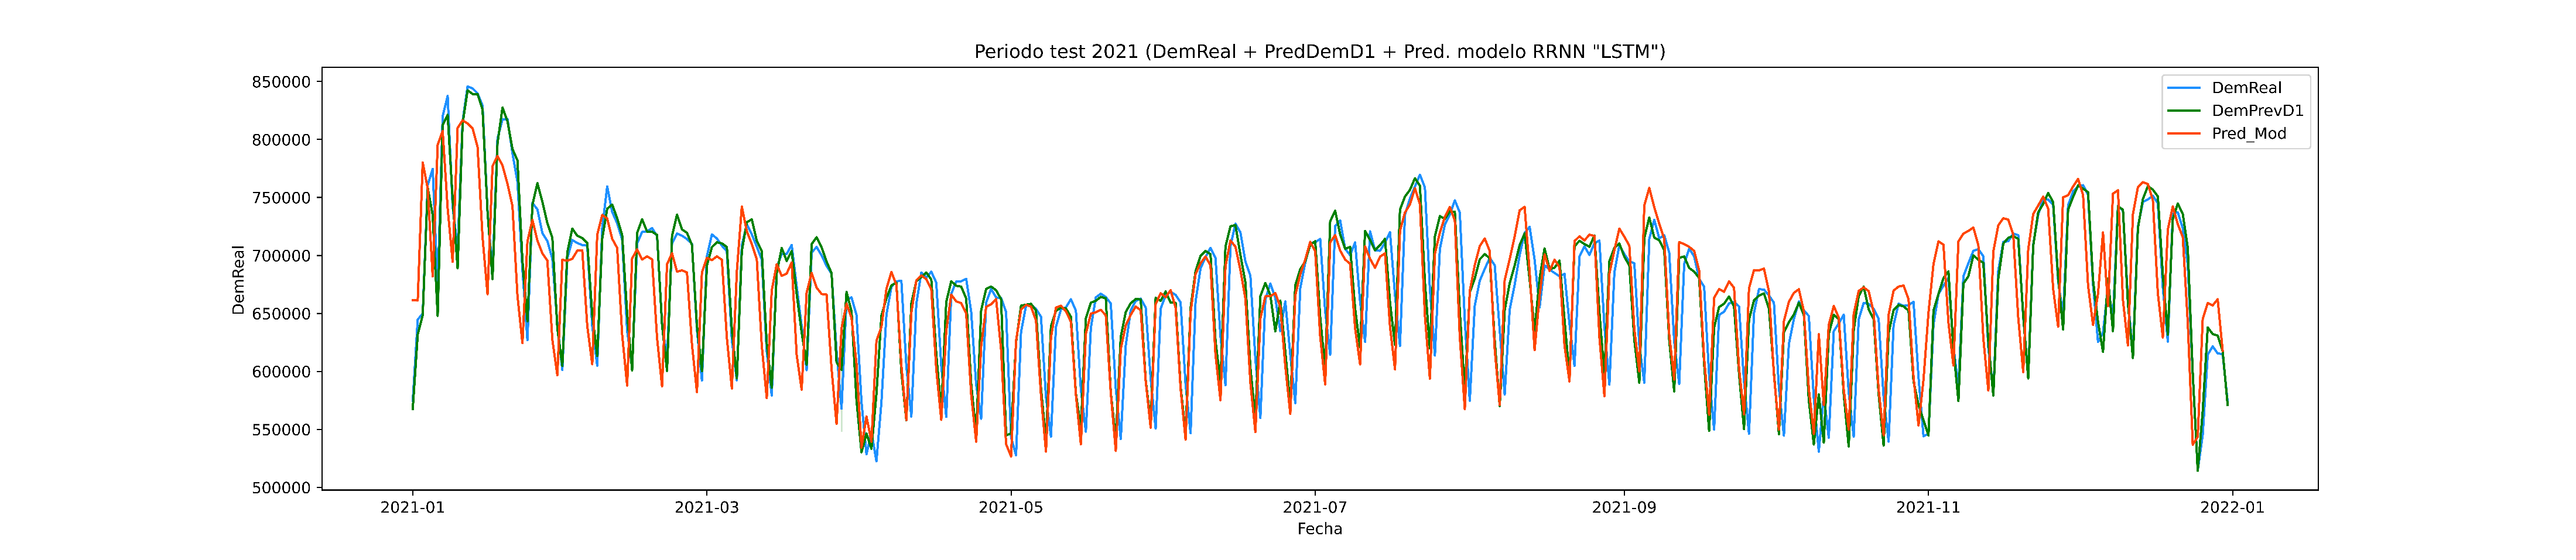 Periodo test 2021 (DemReal + PredDemD1 + Pred. modelo RRNN "LSTM")
850000
800000
750000
700000
650000
600000
550000
500000
DemReal
DemReal
DemPrevD1
Pred_Mod
2021-01
2021-03
2021-05
2021-07
2021-09
2021-11
2022-01
Fecha